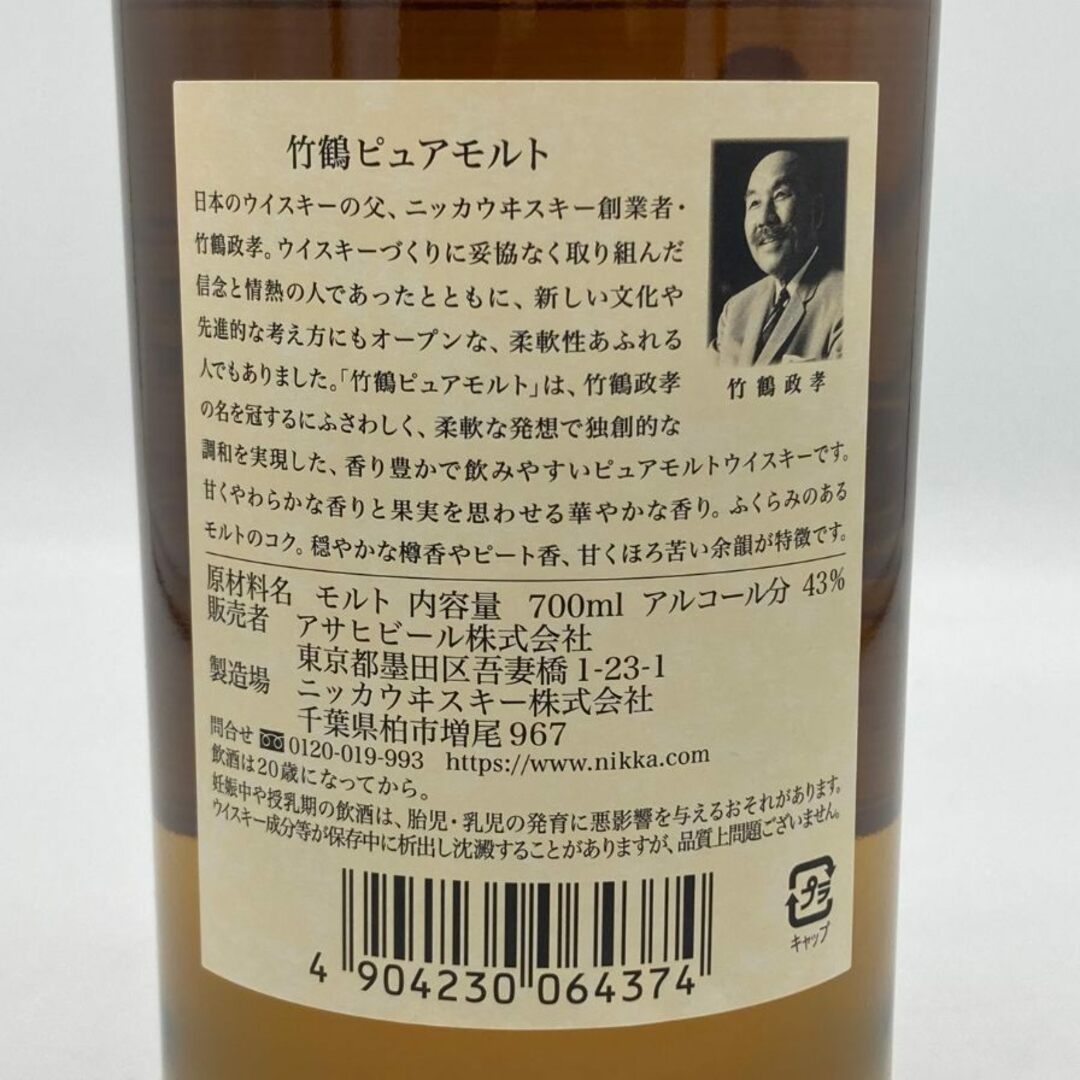 竹鶴ピュアモルト
日本のウイスキーの父、ニッカウヰスキー創業者・
竹鶴政孝。ウイスキーづくりに妥協なく取り組んだ
信念と情熱の人であったとともに、新しい文化や
先進的な考え方にもオープンな、柔軟性あふれる
人でもありました。「竹鶴ピュアモルト」は、竹鶴政孝
の名を冠するにふさわしく、柔軟な発想で独創的な
調和を実現した、香り豊かで飲みやすいピュアモルトウイスキーです。
甘くやわらかな香りと果実を思わせる華やかな香り。ふくらみのある
モルトのコク。穏やかな樽香やピート香、甘くほろ苦い余韻が特徴です。
竹鶴政孝
原材料名 モルト 内容量 700ml アルコール分 43%
販売者 アサヒビール株式会社
東京都墨田区吾妻橋1-23-1
製造場 ニッカウヰスキー株式会社
千葉県柏市増尾967
問合せ 0120-019-993 https://www.nikka.com
飲酒は20歳になってから。
妊娠中や授乳期の飲酒は、胎児・乳児の発育に悪影響を与えるおそれがあります。
ウイスキー成分等が保存中に析出し沈澱することがありますが、品質上問題ございません。
プラ
キャップ
4 904230 064374